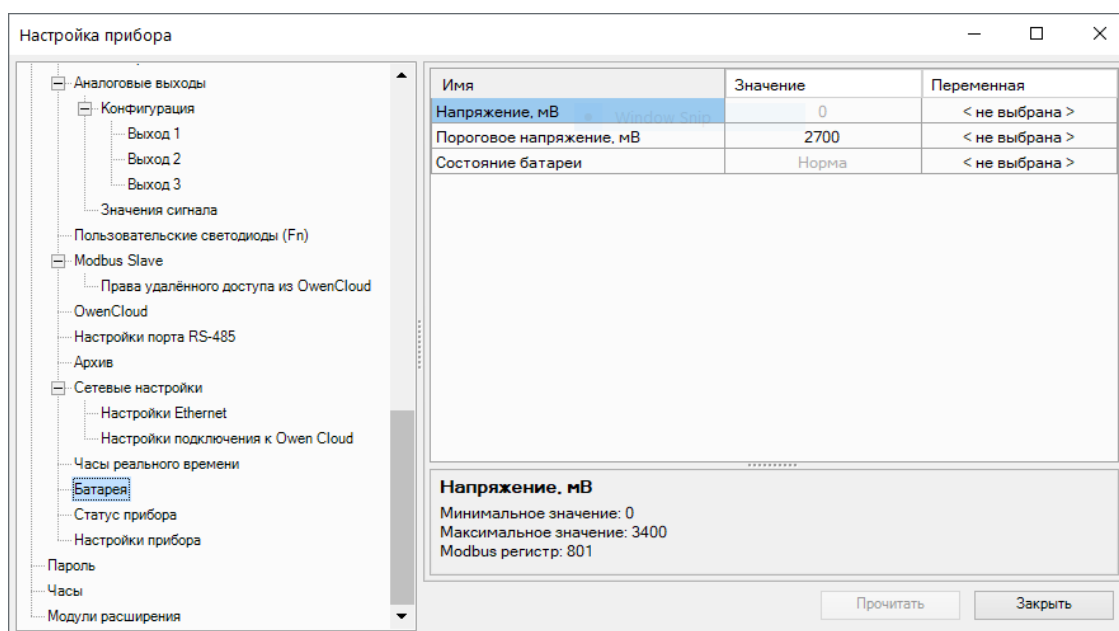 Настройка прибора
Аналоговые выходы
Конфигурация
Выход 1
Выход 2
Выход 3
Значения сигнала
Пользовательские светодиоды (Fn)
Modbus Slave
Права удалённого доступа из OwenCloud
OwenCloud
Настройки порта RS-485
Архив
Сетевые настройки
Настройки Ethernet
Настройки подключения к Owen Cloud
Часы реального времени
Батарея
Статус прибора
Настройки прибора
Пароль
Часы
Модули расширения
Имя Значение Переменная
Напряжение, мВ Window Snip 0 < не выбрана >
Пороговое напряжение, мВ 2700 < не выбрана >
Состояние батареи Норма < не выбрана >
Напряжение, мВ
Минимальное значение: 0
Максимальное значение: 3400
Modbus регистр: 801
Прочитать Закрыть